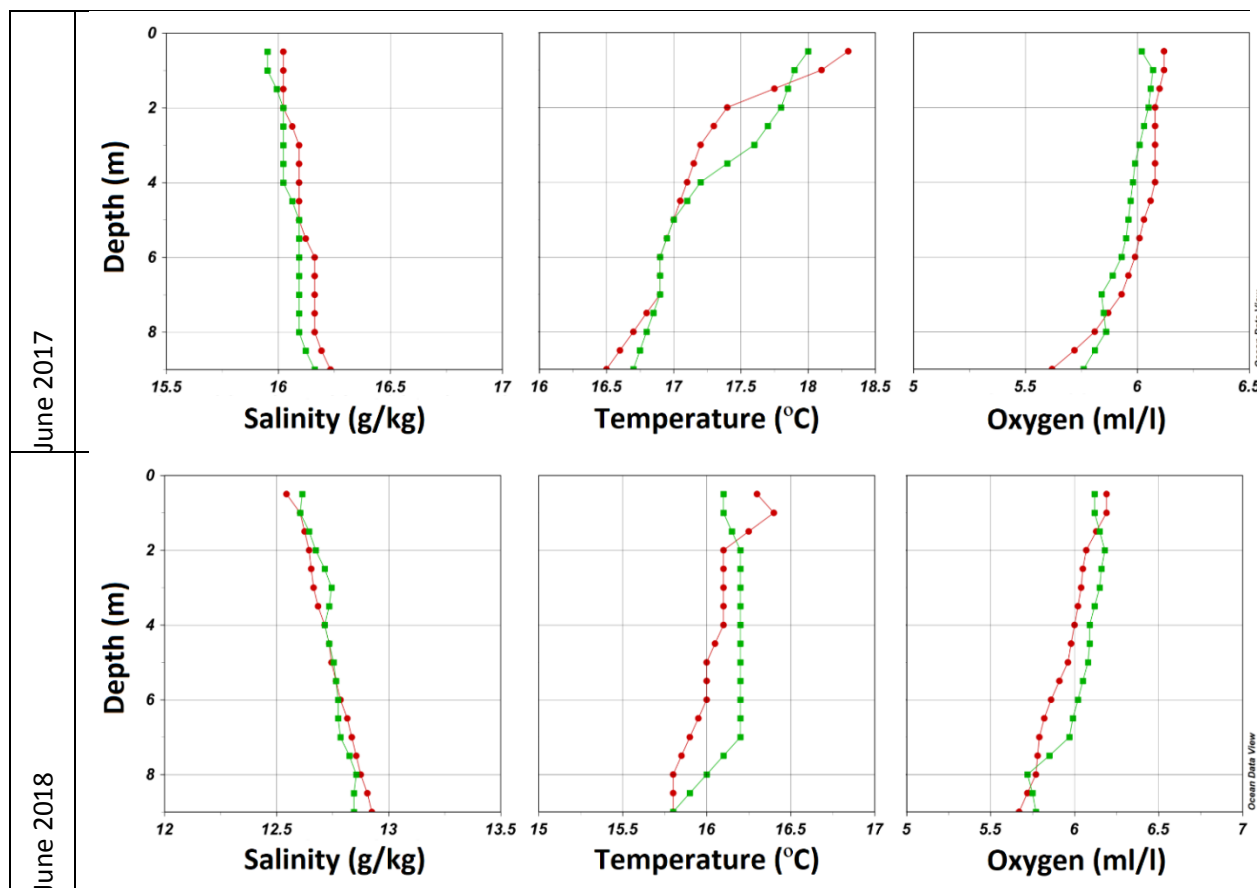 June 2017
Depth (m)
0
2
4
6
8
15.5 16 16.5 17
Salinity (g/kg)
16 16.5 17 17.5 18 18.5
Temperature (°C)
5 5.5 6 6.5
Oxygen (ml/l)
Ocean Data View
June 2018
Depth (m)
0
2
4
6
8
12 12.5 13 13.5
Salinity (g/kg)
15 15.5 16 16.5 17
Temperature (°C)
5 5.5 6 6.5 7
Oxygen (ml/l)
Ocean Data View